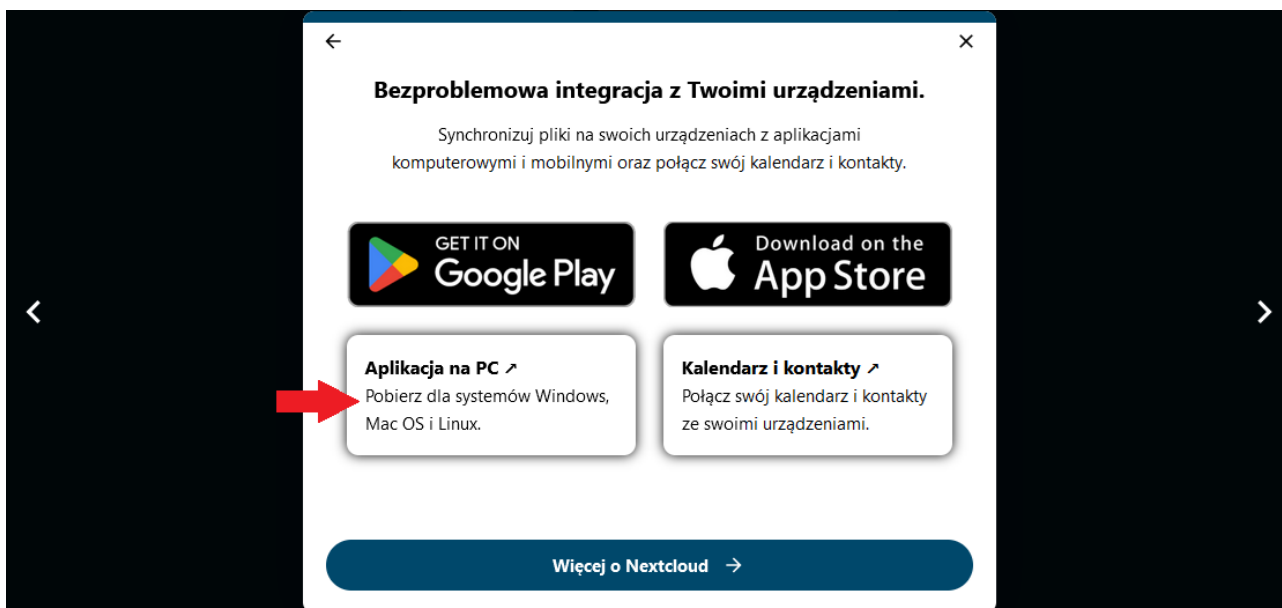 Bezproblemowa integracja z Twoimi urządzeniami.
Synchronizuj pliki na swoich urządzeniach z aplikacjami
komputerowymi i mobilnymi oraz połącz swój kalendarz i kontakty.
GET IT ON
Google Play
Download on the
App Store
Aplikacja na PC ↗
Pobierz dla systemów Windows,
Mac OS i Linux.
Kalendarz i kontakty ↗
Połącz swój kalendarz i kontakty
ze swoimi urządzeniami.
Więcej o Nextcloud →